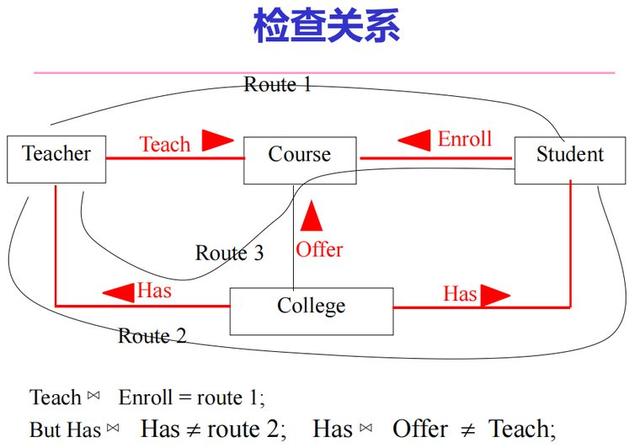 检查关系
Route 1
Teacher
Teach
Course
Enroll
Student
Route 3
Offer
Has
College
Has
Route 2
Teach ⋈ Enroll = route 1;
But Has ⋈ Has ≠ route 2; Has ⋈ Offer ≠ Teach;